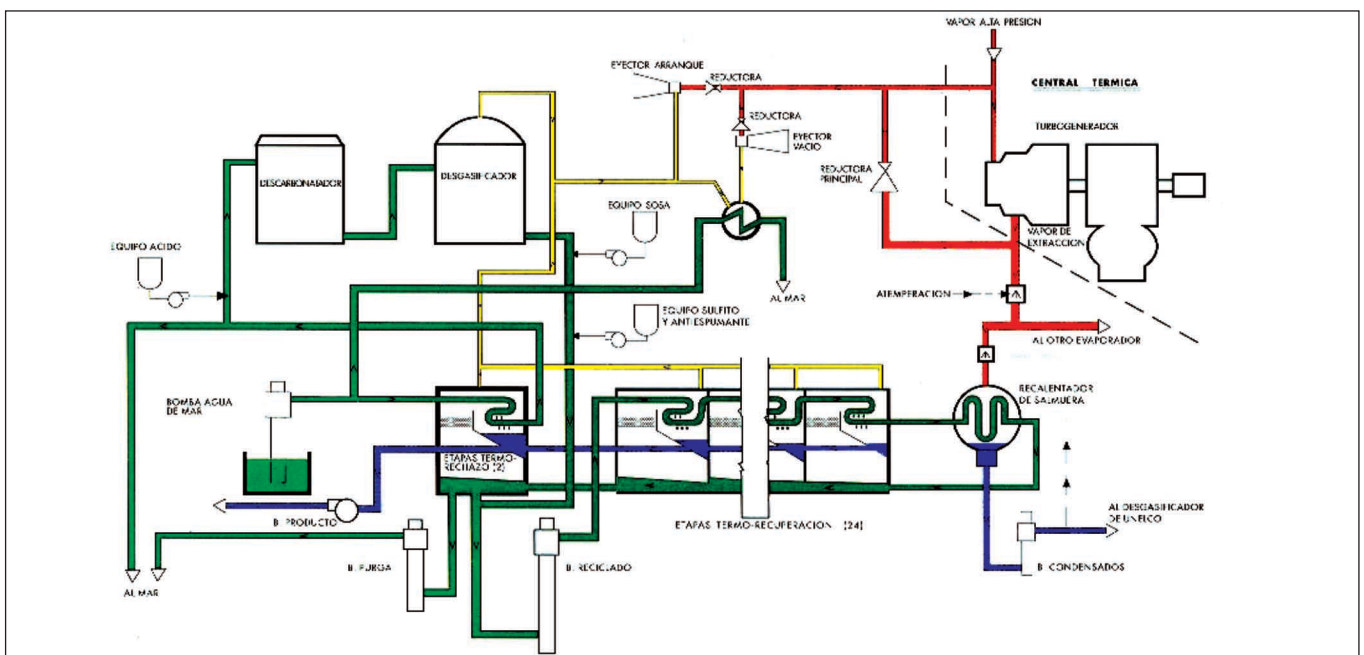 VAPOR ALTA PRESION
EYECTOR ARRANQUE
REDUCTORA
CENTRAL TERMICA
REDUCTORA
TURBOGENERADOR
EYECTOR
VACIO
DESCARBONATADOR
DESGASIFICADOR
REDUCTORA
PRINCIPAL
EQUIPO SOSA
VAPOR DE
EXTRACCION
EQUIPO ACIDO
AL MAR
ATEMPERACION
EQUIPO SULFITO
Y ANTIESPUMANTE
AL OTRO EVAPORADOR
BOMBA AGUA
DE MAR
RECALENTADOR
DE SALMUERA
ETAPAS TERMO-
RECHAZO (2)
B. PRODUCTO
ETAPAS TERMO-RECUPERACION (24)
AL DESGASIFICADOR
DE UNELCO
B. PURGA
B. RECICLADO
B. CONDENSADOS
AL MAR